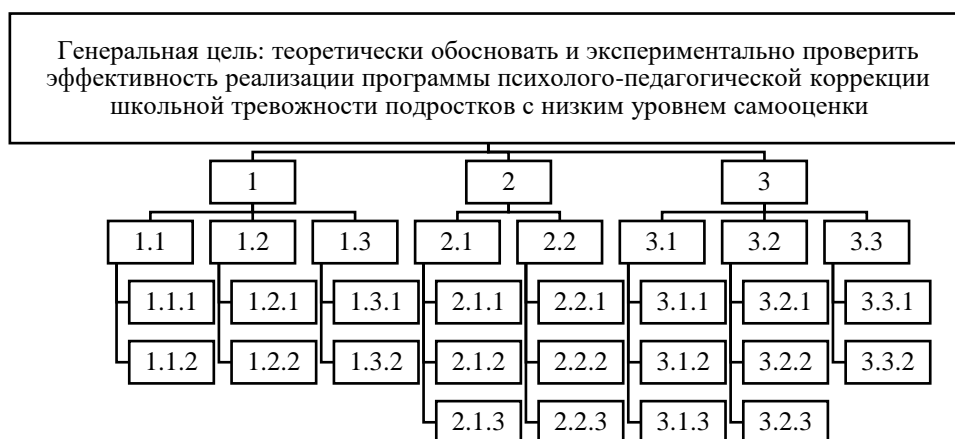 Генеральная цель: теоретически обосновать и экспериментально проверить
эффективность реализации программы психолого-педагогической коррекции
школьной тревожности подростков с низким уровнем самооценки
1 2 3
1.1 1.2 1.3 2.1 2.2 3.1 3.2 3.3
1.1.1 1.2.1 1.3.1 2.1.1 2.2.1 3.1.1 3.2.1 3.3.1
1.1.2 1.2.2 1.3.2 2.1.2 2.2.2 3.1.2 3.2.2 3.3.2
2.1.3 2.2.3 3.1.3 3.2.3